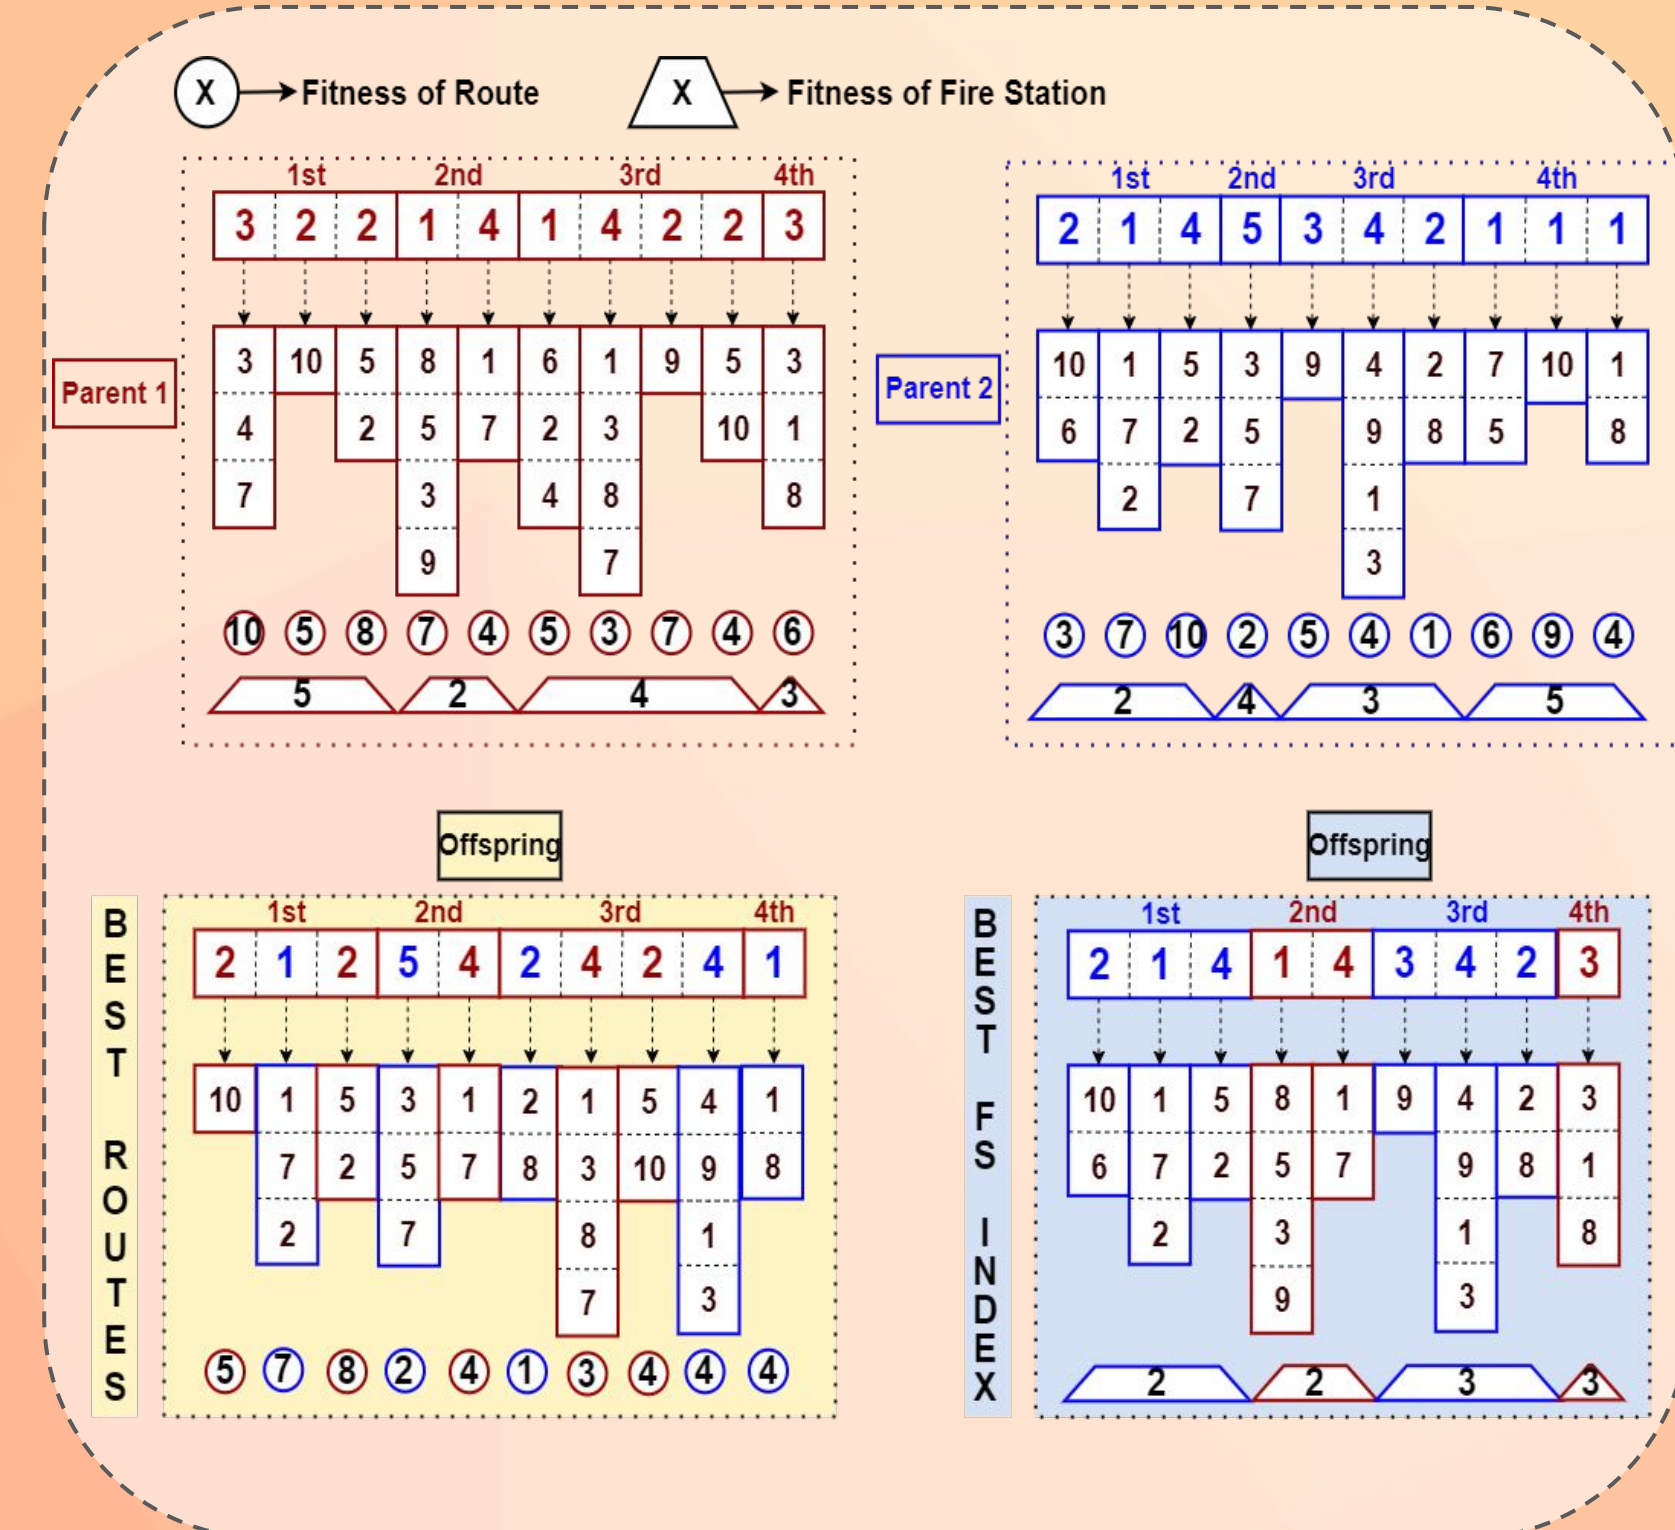 X Fitness of Route X Fitness of Fire Station
1st 2nd 3rd 4th
3 2 2 1 4 1 4 2 2 3
Parent 1
3 10 5 8 1 6 1 9 5 3
4 2 5 7 2 3 10 1
7 3 4 8 8
9 7
10 5 8 7 4 5 3 7 4 6
5 2 4 3
1st 2nd 3rd 4th
2 1 4 5 3 4 2 1 1 1
Parent 2
10 1 5 3 9 4 2 7 10 1
6 7 2 5 9 8 5 8
2 7 1
3
3 7 10 2 5 4 1 6 9 4
2 4 3 5
Offspring
BEST ROUTES
1st 2nd 3rd 4th
2 1 2 5 4 2 4 2 4 1
10 1 5 3 1 2 1 5 4 1
7 2 5 7 8 3 10 9 8
2 7 8 1
7 3
5 7 8 2 4 1 3 4 4 4
Offspring
BEST FS INDEX
1st 2nd 3rd 4th
2 1 4 1 4 3 4 2 3
10 1 5 8 1 9 4 2 3
6 7 2 5 7 9 8 1
2 3 1 8
9 3
2 2 3 3